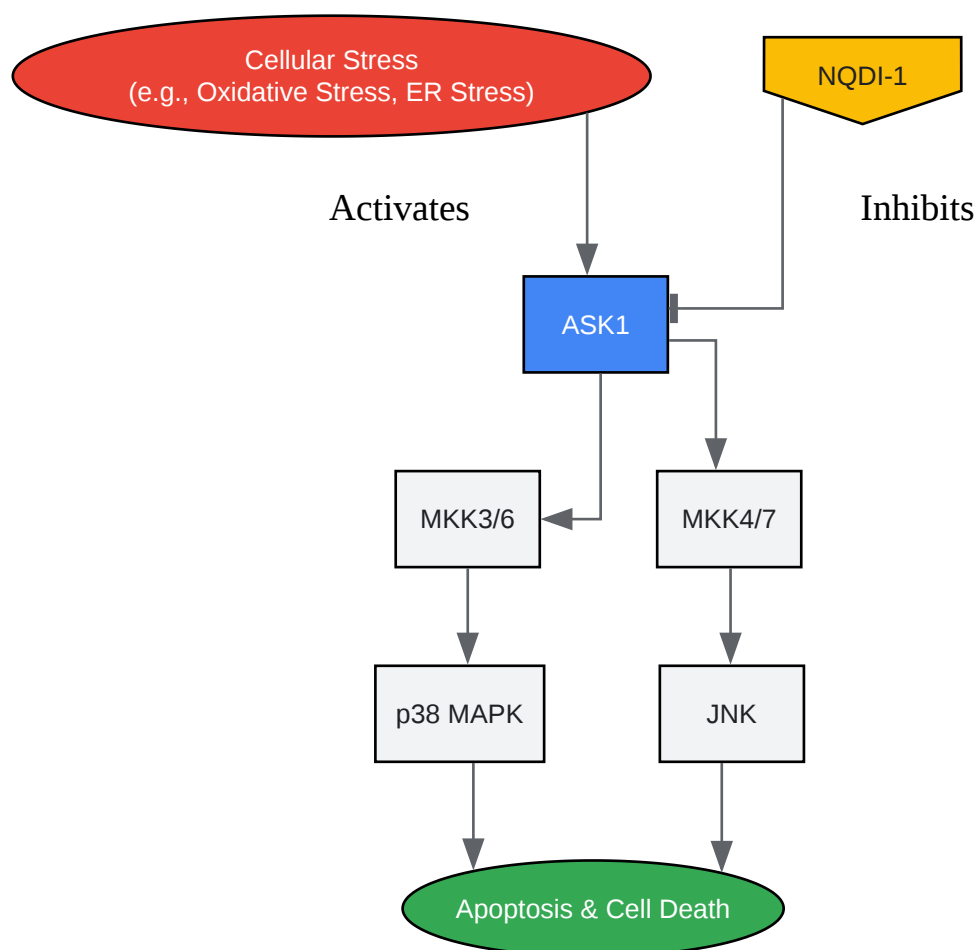 Cellular Stress
(e.g., Oxidative Stress, ER Stress)
NQDI-1
Activates
Inhibits
ASK1
MKK3/6
MKK4/7
p38 MAPK
JNK
Apoptosis & Cell Death